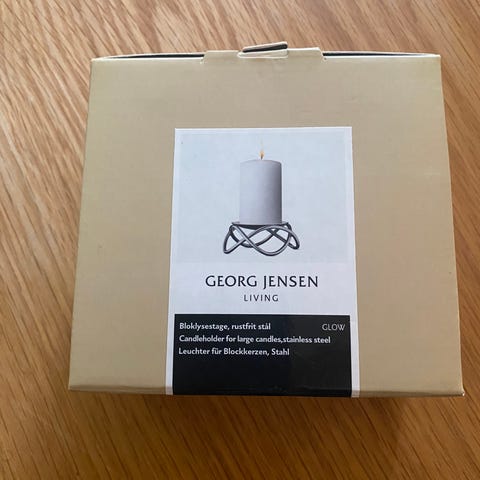 GEORG JENSEN
LIVING
Bloklysestage, rustfrit stål GLOW
Candleholder for large candles,stainless steel
Leuchter für Blockkerzen, Stahl